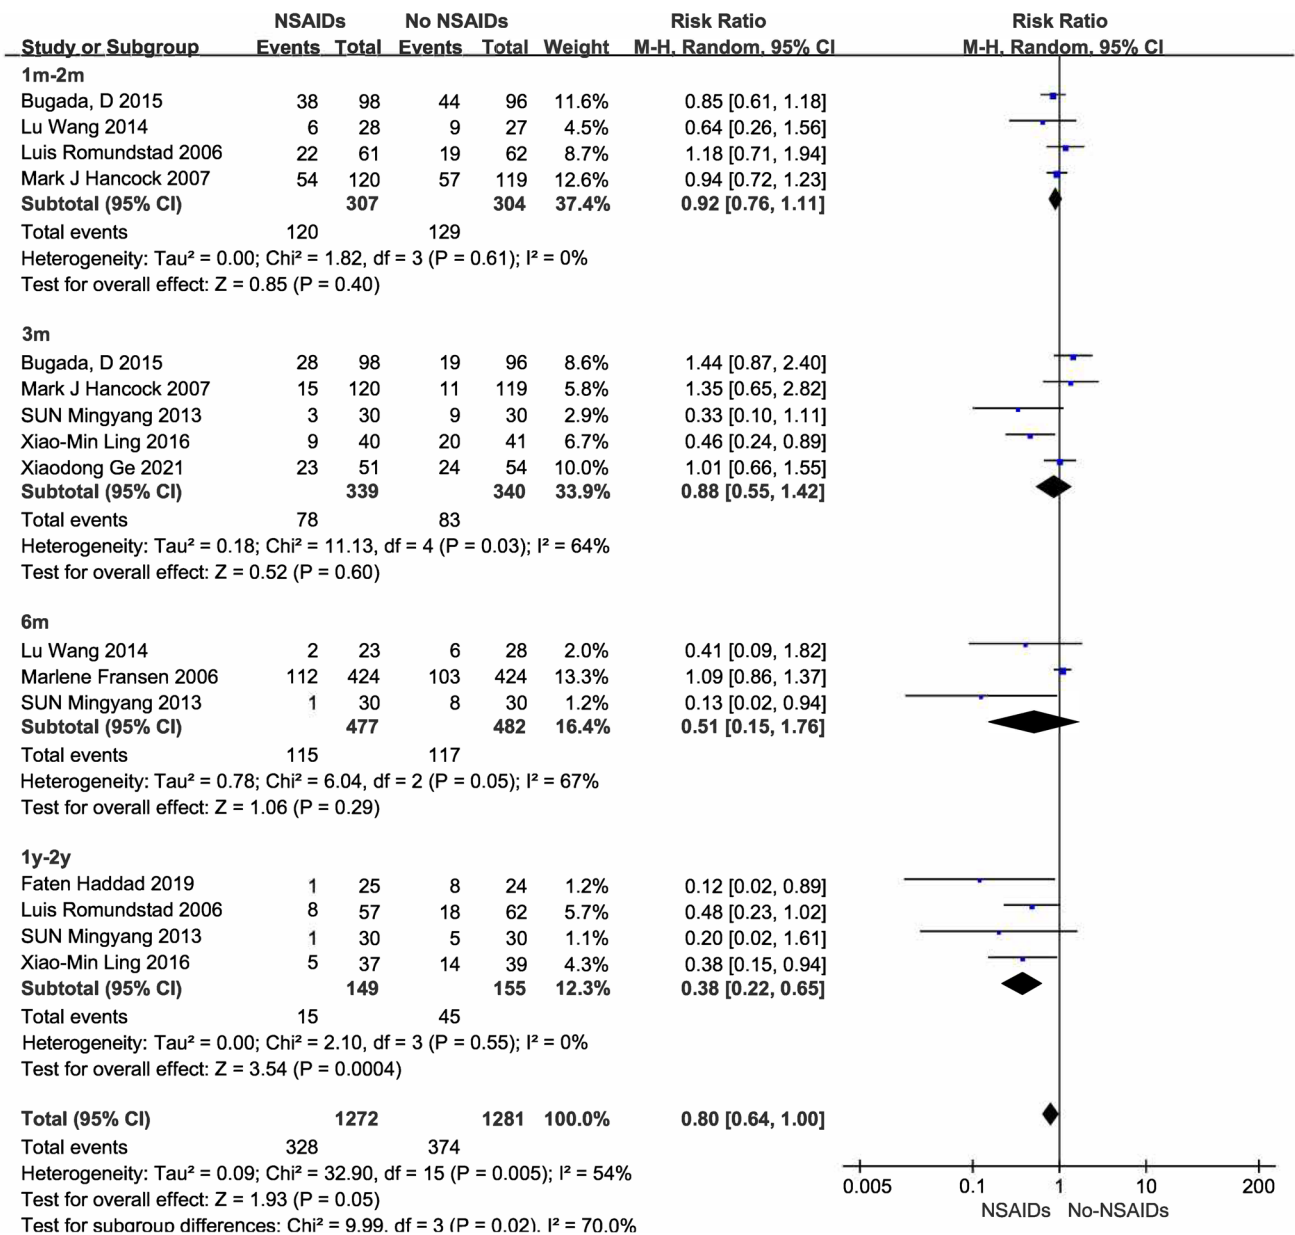 NSAIDs No NSAIDs Risk Ratio Risk Ratio
Study or Subgroup Events Total Events Total Weight M-H, Random, 95% CI M-H, Random, 95% CI
1m-2m
Bugada, D 2015 38 98 44 96 11.6% 0.85 [0.61, 1.18]
Lu Wang 2014 6 28 9 27 4.5% 0.64 [0.26, 1.56]
Luis Romundstad 2006 22 61 19 62 8.7% 1.18 [0.71, 1.94]
Mark J Hancock 2007 54 120 57 119 12.6% 0.94 [0.72, 1.23]
Subtotal (95% CI) 307 304 37.4% 0.92 [0.76, 1.11]
Total events 120 129
Heterogeneity: Tau² = 0.00; Chi² = 1.82, df = 3 (P = 0.61); I² = 0%
Test for overall effect: Z = 0.85 (P = 0.40)
3m
Bugada, D 2015 28 98 19 96 8.6% 1.44 [0.87, 2.40]
Mark J Hancock 2007 15 120 11 119 5.8% 1.35 [0.65, 2.82]
SUN Mingyang 2013 3 30 9 30 2.9% 0.33 [0.10, 1.11]
Xiao-Min Ling 2016 9 40 20 41 6.7% 0.46 [0.24, 0.89]
Xiaodong Ge 2021 23 51 24 54 10.0% 1.01 [0.66, 1.55]
Subtotal (95% CI) 339 340 33.9% 0.88 [0.55, 1.42]
Total events 78 83
Heterogeneity: Tau² = 0.18; Chi² = 11.13, df = 4 (P = 0.03); I² = 64%
Test for overall effect: Z = 0.52 (P = 0.60)
6m
Lu Wang 2014 2 23 6 28 2.0% 0.41 [0.09, 1.82]
Marlene Fransen 2006 112 424 103 424 13.3% 1.09 [0.86, 1.37]
SUN Mingyang 2013 1 30 8 30 1.2% 0.13 [0.02, 0.94]
Subtotal (95% CI) 477 482 16.4% 0.51 [0.15, 1.76]
Total events 115 117
Heterogeneity: Tau² = 0.78; Chi² = 6.04, df = 2 (P = 0.05); I² = 67%
Test for overall effect: Z = 1.06 (P = 0.29)
1y-2y
Faten Haddad 2019 1 25 8 24 1.2% 0.12 [0.02, 0.89]
Luis Romundstad 2006 8 57 18 62 5.7% 0.48 [0.23, 1.02]
SUN Mingyang 2013 1 30 5 30 1.1% 0.20 [0.02, 1.61]
Xiao-Min Ling 2016 5 37 14 39 4.3% 0.38 [0.15, 0.94]
Subtotal (95% CI) 149 155 12.3% 0.38 [0.22, 0.65]
Total events 15 45
Heterogeneity: Tau² = 0.00; Chi² = 2.10, df = 3 (P = 0.55); I² = 0%
Test for overall effect: Z = 3.54 (P = 0.0004)
Total (95% CI) 1272 1281 100.0% 0.80 [0.64, 1.00]
Total events 328 374
Heterogeneity: Tau² = 0.09; Chi² = 32.90, df = 15 (P = 0.005); I² = 54%
Test for overall effect: Z = 1.93 (P = 0.05)
Test for subgroup differences: Chi² = 9.99, df = 3 (P = 0.02), I² = 70.0%
0.005 0.1 1 10 200
NSAIDs No-NSAIDs